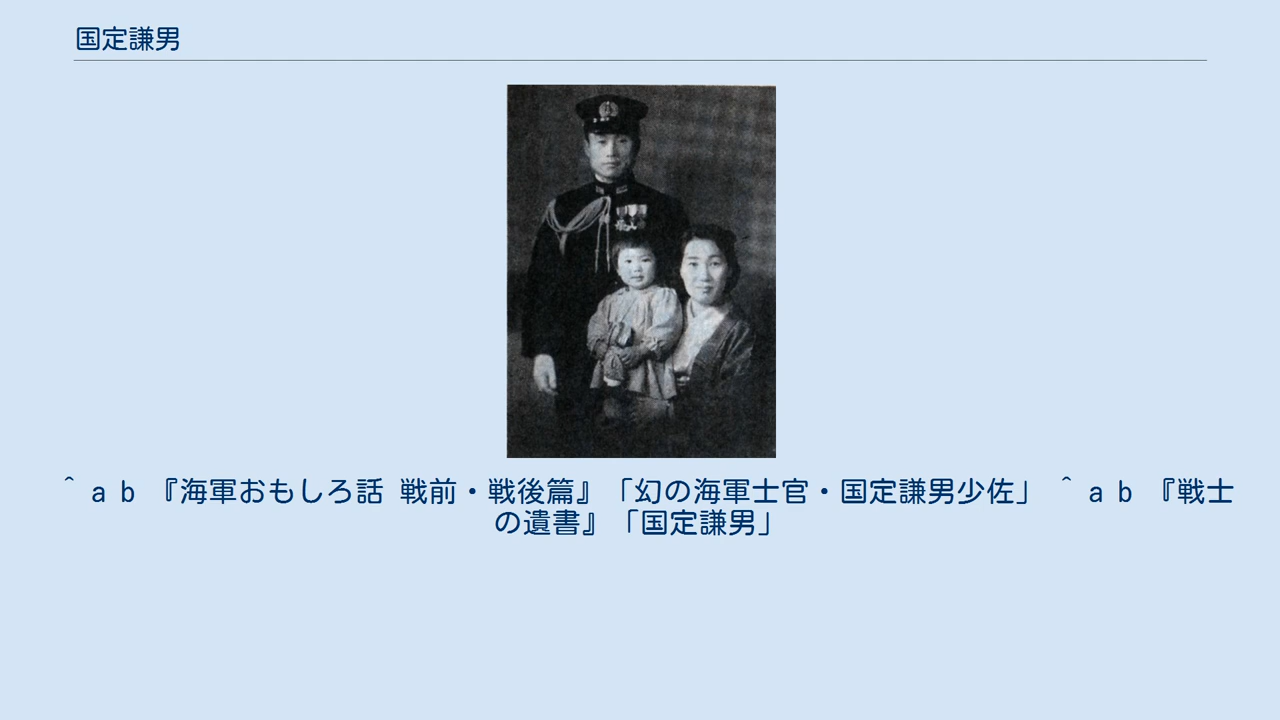 国定謙男
^ a b 『海軍おもしろ話 戦前・戦後篇』「幻の海軍士官・国定謙男少佐」 ^ a b 『戦士
の遺書』「国定謙男」